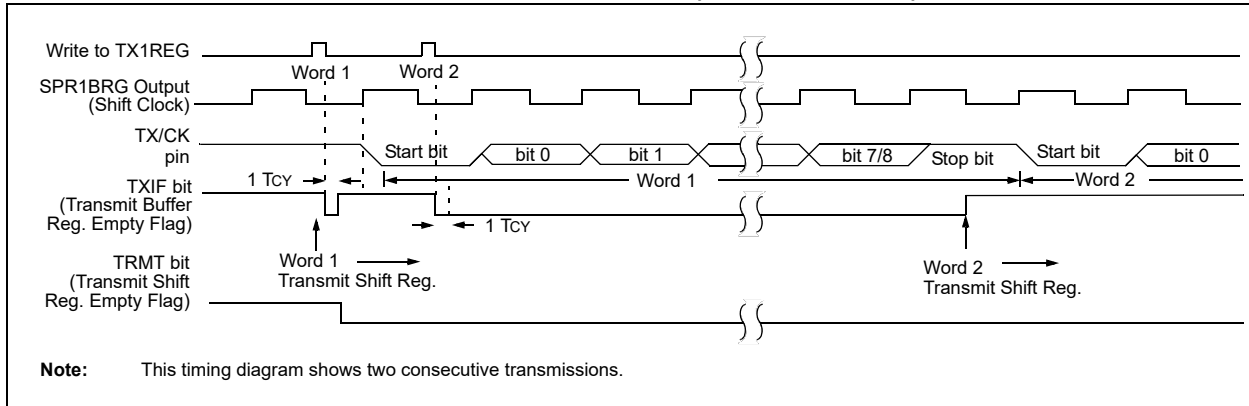 Write to TX1REG
Word 1
Word 2
SPR1BRG Output
(Shift Clock)
TX/CK
pin
Start bit
bit 0
bit 1
bit 7/8
Stop bit
Start bit
bit 0
1 TCY
Word 1
Word 2
TXIF bit
(Transmit Buffer
Reg. Empty Flag)
1 TCY
Word 1
Transmit Shift Reg.
Word 2
Transmit Shift Reg.
TRMT bit
(Transmit Shift
Reg. Empty Flag)
Note: This timing diagram shows two consecutive transmissions.